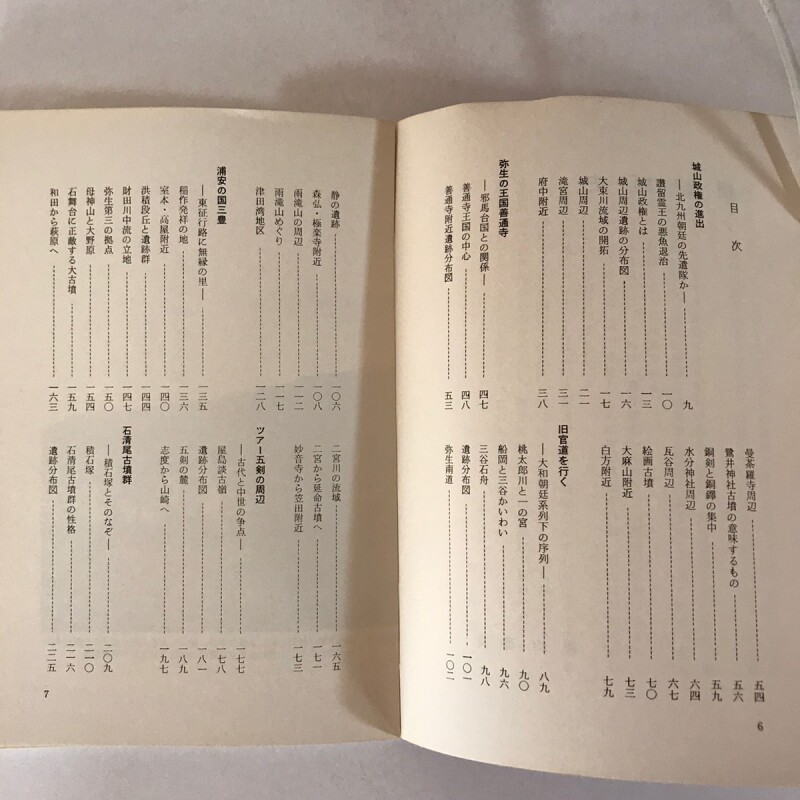 目次
城山政権の進出
―北九州朝廷の先遣隊か― 九
讃留霊王の悪魚退治 一〇
城山政権とは 一三
城山周辺遺跡の分布図 一六
大束川流域の開拓 一七
城山周辺 二一
滝宮周辺 三一
府中附近 三八
弥生の王国善通寺
―邪馬台国との関係― 四七
善通寺王国の中心 四八
善通寺附近遺跡分布図 五三
曼荼羅寺周辺 五四
鷺井神社古墳の意味するもの 五六
銅剣と銅鐸の集中 五九
水分神社周辺 六四
瓦谷周辺 六七
絵画古墳 七〇
大麻山附近 七三
白方附近 七九
旧官道を行く
―大和朝廷系列下の序列― 八九
桃太郎川と一の宮 九〇
船岡と三谷かいわい 九六
三谷石舟 九八
遺跡分布図 一〇一
弥生南道 一〇二
6
静の遺跡 一〇六
森弘・極楽寺附近 一〇八
雨滝山の周辺 一一二
雨滝山めぐり 一一七
津田湾地区 一二八
浦安の国三豊
―東征行路に無縁の里― 一三五
稲作発祥の地 一三六
室本・高屋附近 一四〇
洪積段丘と遺跡群 一四四
財田川中流の立地 一四七
弥生第三の拠点 一五〇
母神山と大野原 一五四
石舞台に正敵する大古墳 一五九
和田から萩原へ 一六三
二宮川の流域 一六五
二宮から延命古墳へ 一七一
妙音寺から笠田附近 一七三
ツアー五剣の周辺
―古代と中世の争点― 一七七
屋島談古嶺 一七八
遺跡分布図 一八一
五剣の麓 一八九
志度から山崎へ 一九七
石清尾古墳群
―積石塚とそのなぞ― 二〇九
積石塚 二一〇
石清尾古墳群の性格 二一六
遺跡分布図 二二五
7